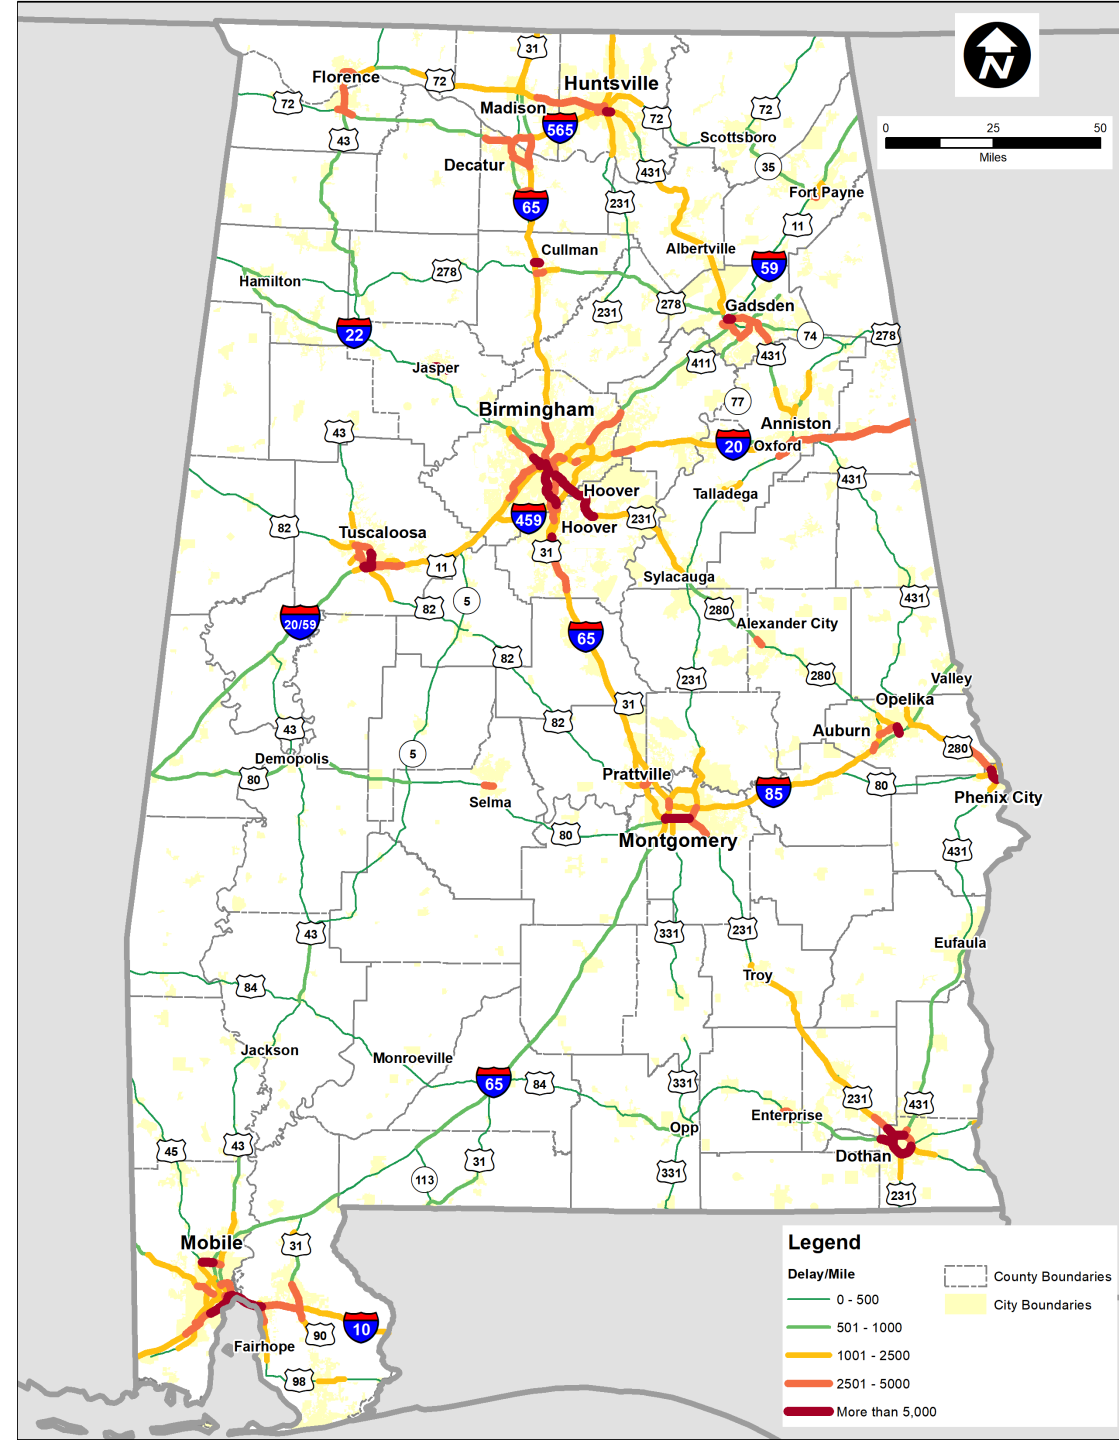 31
Florence
72
Huntsville
N
72
Madison
72
72
0 25 50
Miles
565
43
Scottsboro
Decatur
35
431
Fort Payne
65
231
11
Cullman
Albertville
59
278
Hamilton
278
Gadsden
231
22
74
278
411
431
Jasper
77
Birmingham
Anniston
43
20
Oxford
431
Hoover
Talladega
459
231
82
Hoover
Tuscaloosa
31
11
Sylacauga
431
5
82
280
20/59
Alexander City
65
82
280
231
Valley
31
Opelika
82
43
Auburn
280
5
Demopolis
Prattville
80
80
85
Selma
Phenix City
80
Montgomery
431
43
331
231
Eufaula
Troy
84
Jackson
Monroeville
65
84
331
231
431
Enterprise
Opp
43
45
Dothan
31
331
113
231
Mobile
31
Legend
Delay/Mile
County Boundaries
0 - 500
City Boundaries
501 - 1000
10
90
Fairhope
1001 - 2500
98
2501 - 5000
More than 5,000